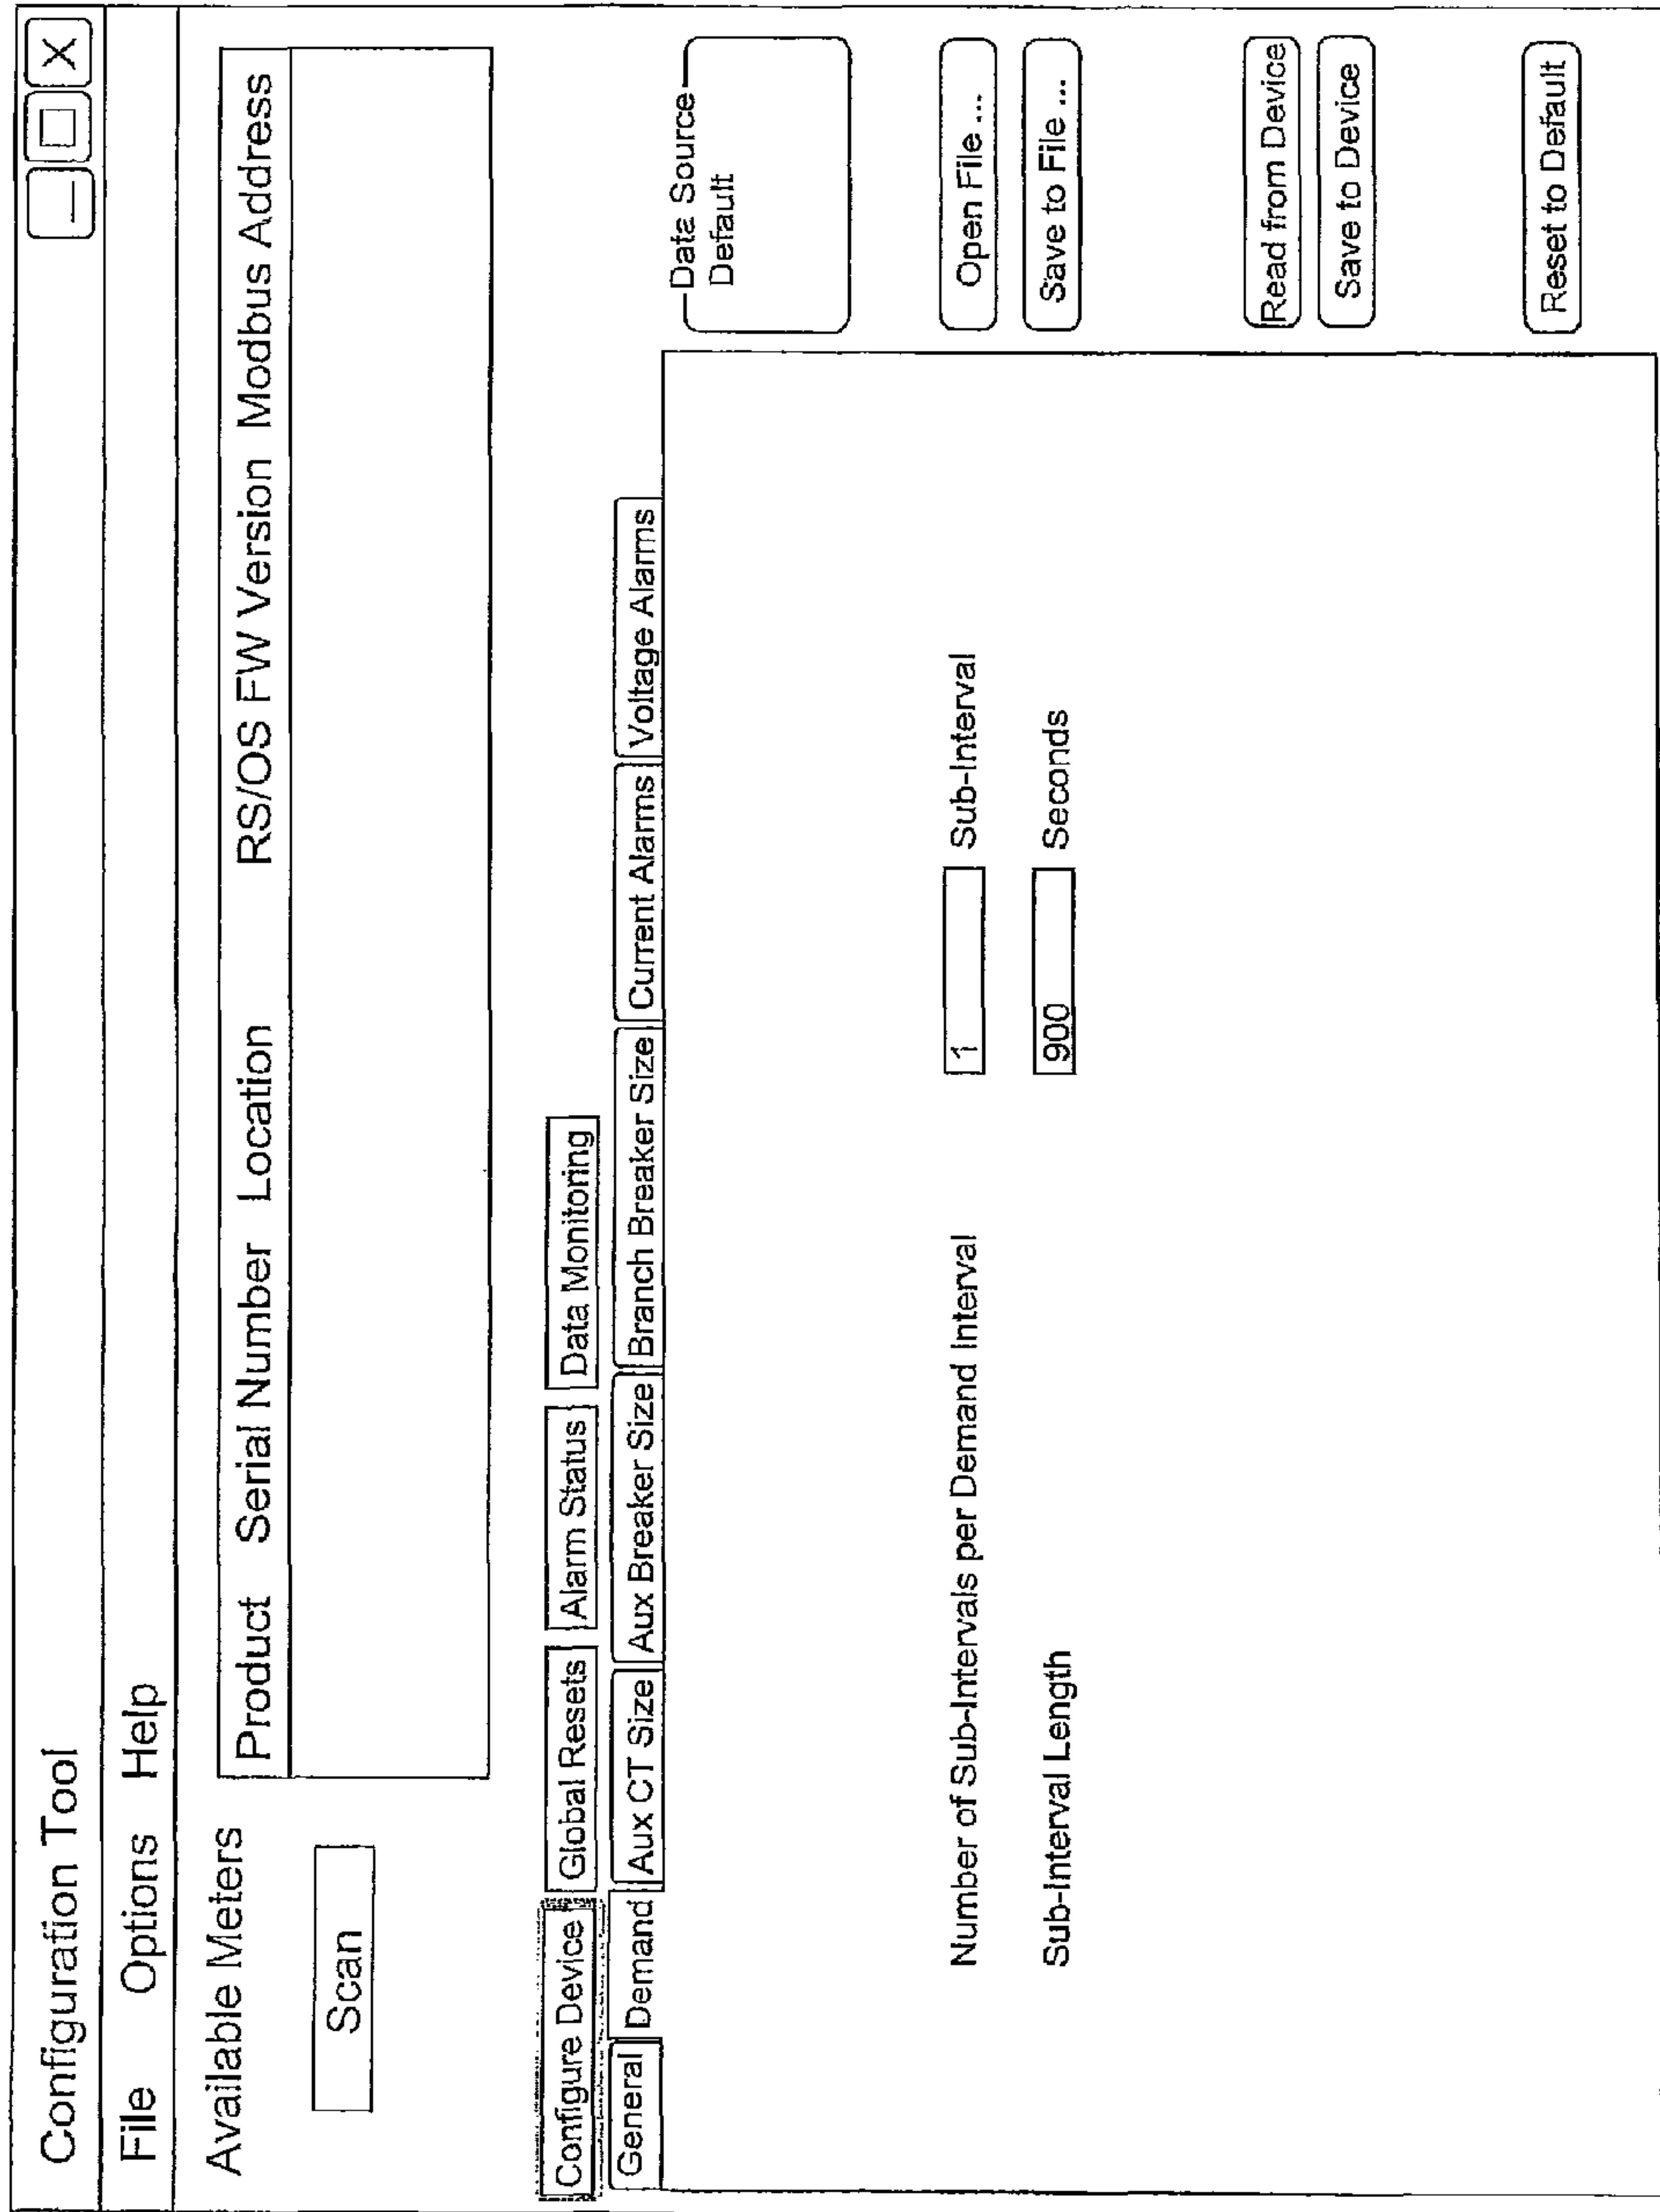 Configuration Tool
File Options Help
Available Meters
Scan
Product Serial Number Location RS/OS FW Version Modbus Address
Configure Device Global Resets Alarm Status Data Monitoring
General Demand Aux CT Size Aux Breaker Size Branch Breaker Size Current Alarms Voltage Alarms
Data Source
Default
Number of Sub-Intervals per Demand Interval 1 Sub-Interval
Sub-Interval Length 900 Seconds
Open File ...
Save to File ...
Read from Device
Save to Device
Reset to Default